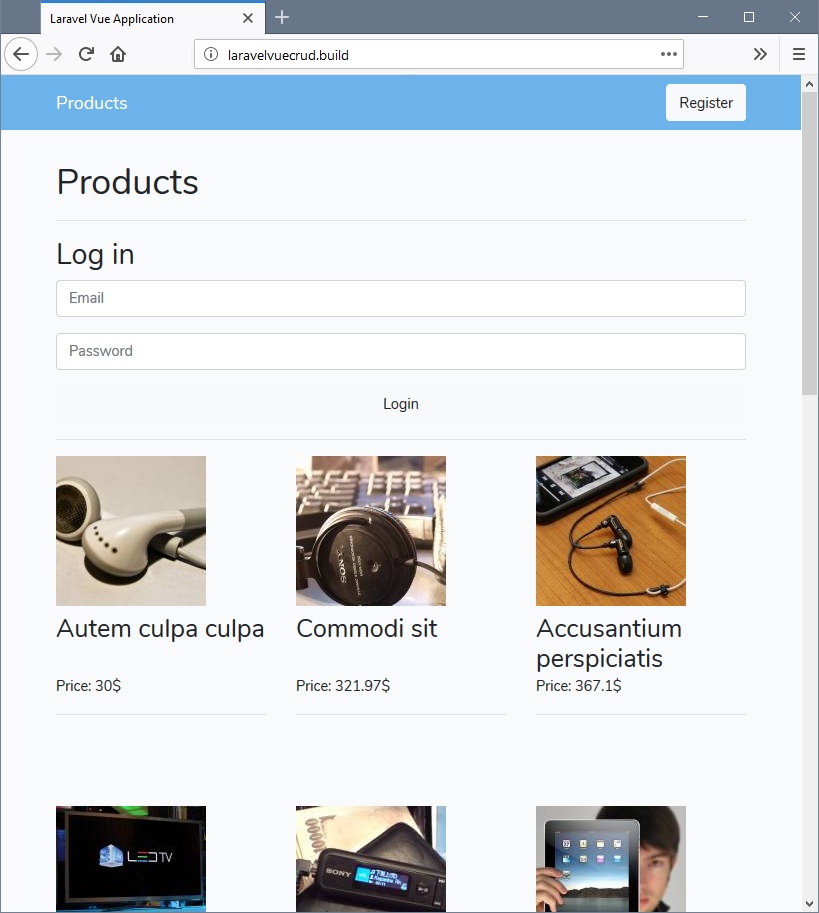 Laravel Vue Application
laravelvuecrud.build
Products
Register
Products
Log in
Email
Password
Login
SONY
Autem culpa culpa
Commodi sit
Accusantium
perspiciatis
Price: 30$
Price: 321.97$
Price: 367.1$
LED TV
SONY